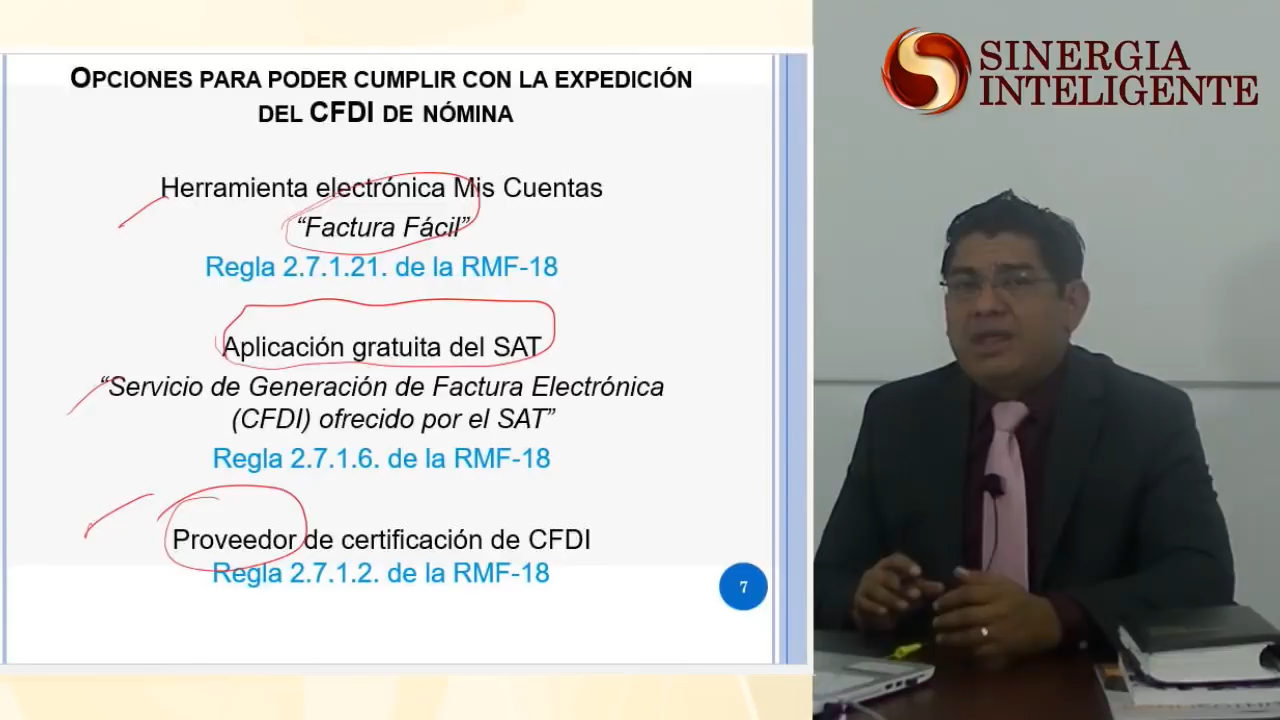 OPCIONES PARA PODER CUMPLIR CON LA EXPEDICIÓN
DEL CFDI DE NÓMINA
Herramienta electrónica Mis Cuentas
“Factura Fácil”
Regla 2.7.1.21. de la RMF-18
Aplicación gratuita del SAT
“Servicio de Generación de Factura Electrónica
(CFDI) ofrecido por el SAT”
Regla 2.7.1.6. de la RMF-18
Proveedor de certificación de CFDI
Regla 2.7.1.2. de la RMF-18
7
SINERGIA
INTELIGENTE